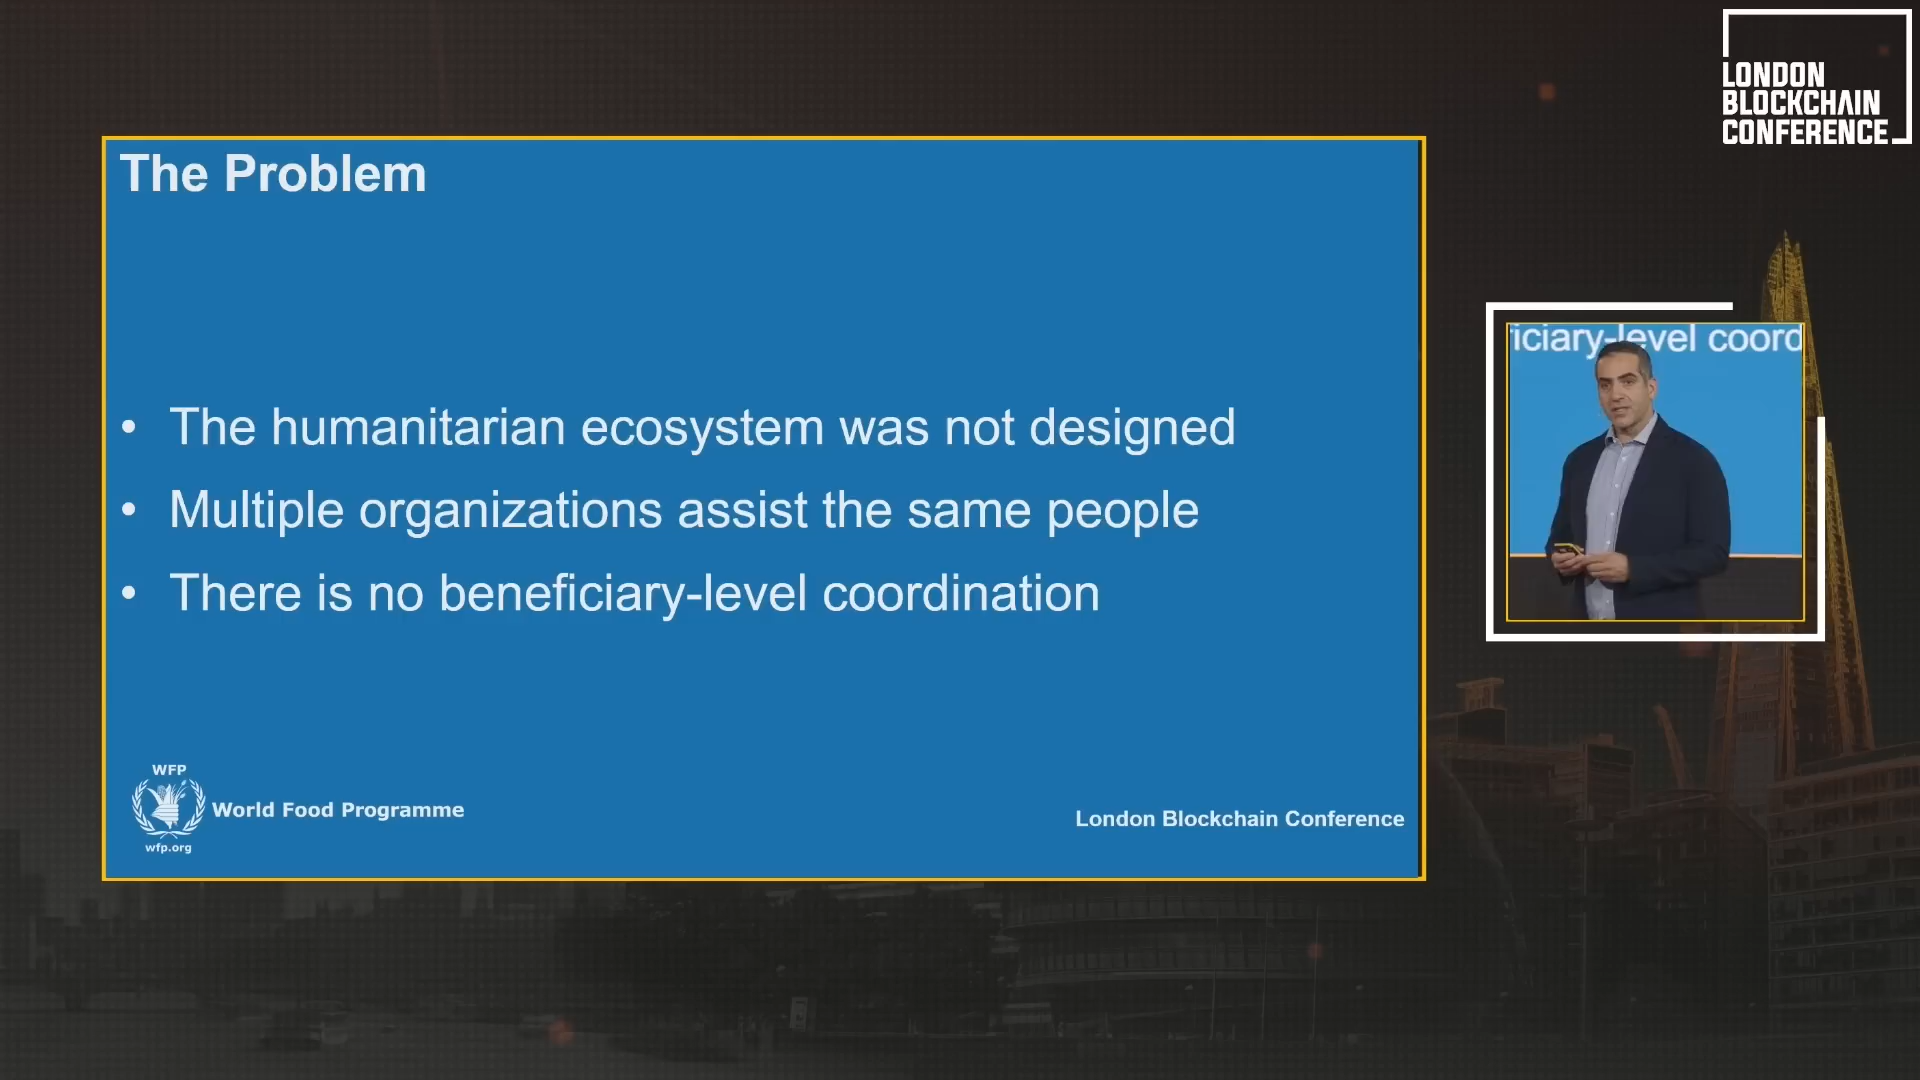 LONDON
BLOCKCHAIN
CONFERENCE
The Problem
• The humanitarian ecosystem was not designed
• Multiple organizations assist the same people
• There is no beneficiary-level coordination
iciary-level coord
WFP
World Food Programme
wfp.org
London Blockchain Conference